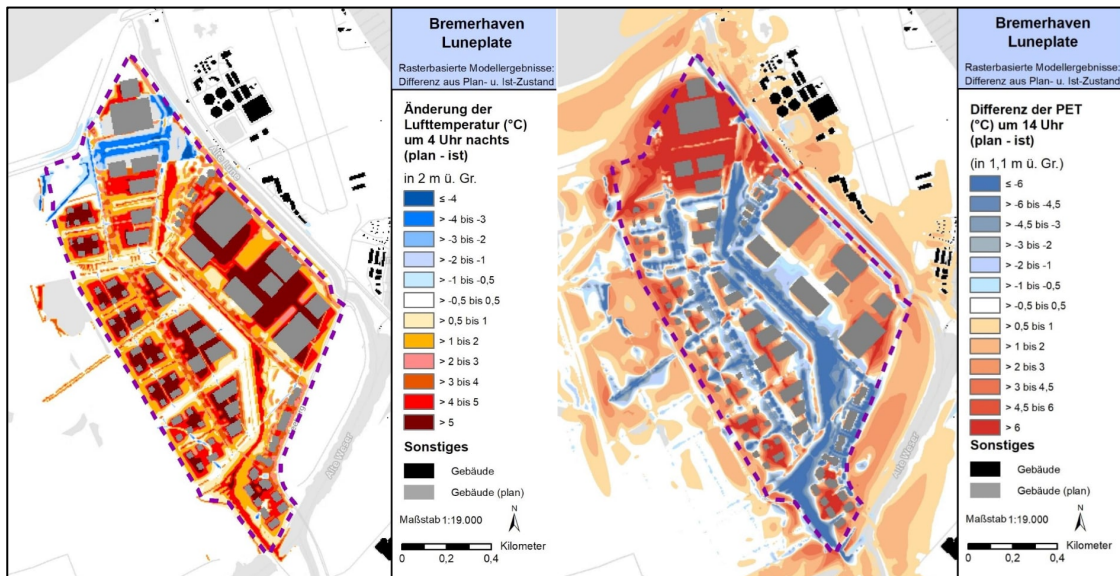 Bremerhaven
Luneplate
Rasterbasierte Modellergebnisse:
Differenz aus Plan- u. Ist-Zustand
Änderung der
Lufttemperatur (°C)
um 4 Uhr nachts
(plan - ist)
in 2 m ü. Gr.
≤ -4
> -4 bis -3
> -3 bis -2
> -2 bis -1
> -1 bis -0,5
> -0,5 bis 0,5
> 0,5 bis 1
> 1 bis 2
> 2 bis 3
> 3 bis 4
> 4 bis 5
> 5
Sonstiges
Gebäude
Gebäude (plan)
Maßstab 1:19.000
N
Kilometer
0 0,2 0,4
Alte Weser
Bremerhaven
Luneplate
Rasterbasierte Modellergebnisse:
Differenz aus Plan- u. Ist-Zustand
Differenz der PET
(°C) um 14 Uhr
(plan - ist)
(in 1,1 m ü. Gr.)
≤ -6
> -6 bis -4,5
> -4,5 bis -3
> -3 bis -2
> -2 bis -1
> -1 bis -0,5
> -0,5 bis 0,5
> 0,5 bis 1
> 1 bis 2
> 2 bis 3
> 3 bis 4,5
> 4,5 bis 6
> 6
Sonstiges
Gebäude
Gebäude (plan)
Maßstab 1:19.000
N
Kilometer
0 0,2 0,4
Alte Weser